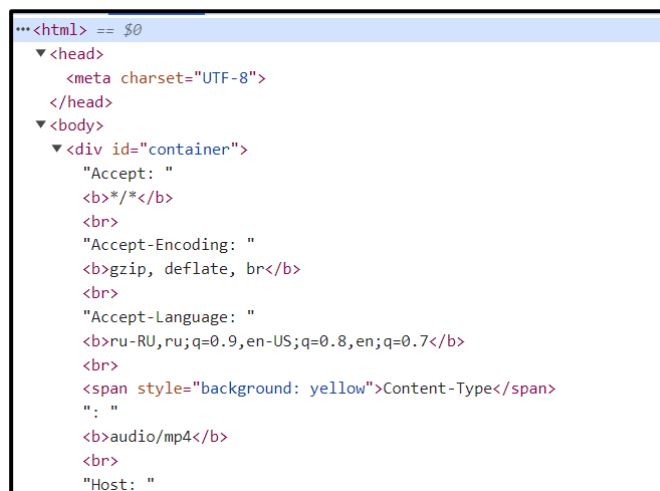 …<html> == $0
▼<head>
<meta charset="UTF-8">
</head>
▼<body>
▼<div id="container">
"Accept: "
<b>*/*</b>
<br>
"Accept-Encoding: "
<b>gzip, deflate, br</b>
<br>
"Accept-Language: "
<b>ru-RU,ru;q=0.9,en-US;q=0.8,en;q=0.7</b>
<br>
<span style="background: yellow">Content-Type</span>
": "
<b>audio/mp4</b>
<br>
"Host: "